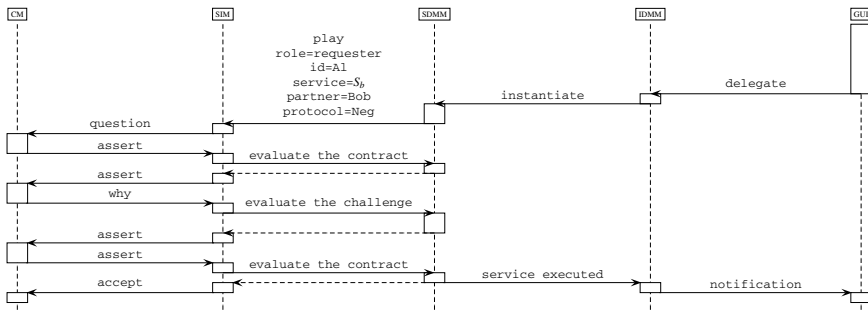 CM SIM SDMM IDMM GUI
play
role=requester
id=Al
service=S_b
partner=Bob
protocol=Neg
delegate
instantiate
question
assert
evaluate the contract
assert
why
evaluate the challenge
assert
assert
evaluate the contract
service executed
accept
notification